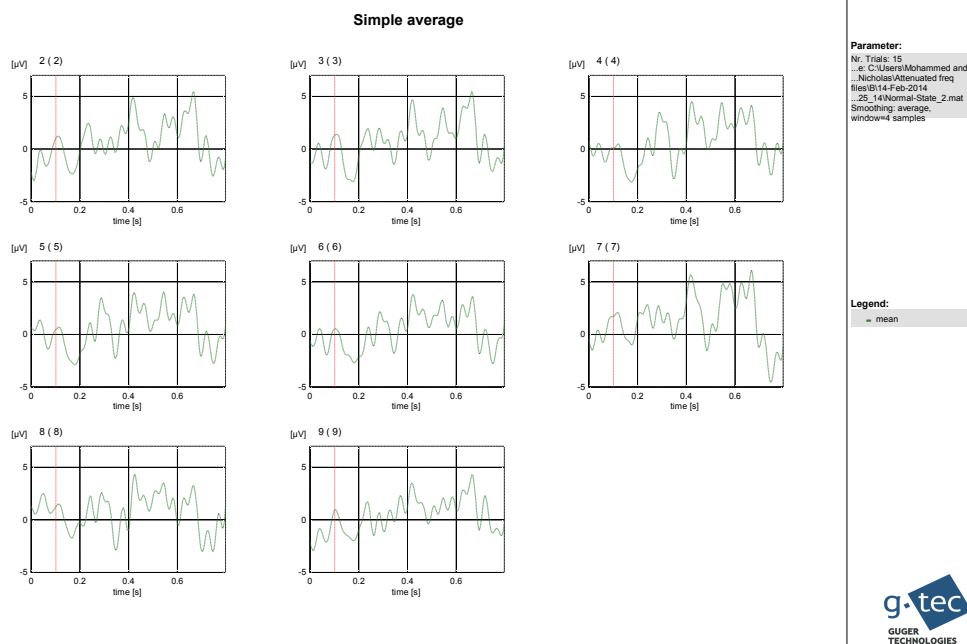 Simple average
Parameter:
Nr. Trials: 15
...e: C:\Users\Mohammed and
...Nicholas\Attenuated freq
files\B\14-Feb-2014
...25_14\Normal-State_2.mat
Smoothing: average,
window=4 samples
[µV] 2 ( 2)
5
0
-5
0 0.2 0.4 0.6
time [s]
[µV] 3 ( 3)
5
0
-5
0 0.2 0.4 0.6
time [s]
[µV] 4 ( 4)
5
0
-5
0 0.2 0.4 0.6
time [s]
[µV] 5 ( 5)
5
0
-5
0 0.2 0.4 0.6
time [s]
[µV] 6 ( 6)
5
0
-5
0 0.2 0.4 0.6
time [s]
[µV] 7 ( 7)
5
0
-5
0 0.2 0.4 0.6
time [s]
Legend:
mean
[µV] 8 ( 8)
5
0
-5
0 0.2 0.4 0.6
time [s]
[µV] 9 ( 9)
5
0
-5
0 0.2 0.4 0.6
time [s]
g.tec
GUGER
TECHNOLOGIES